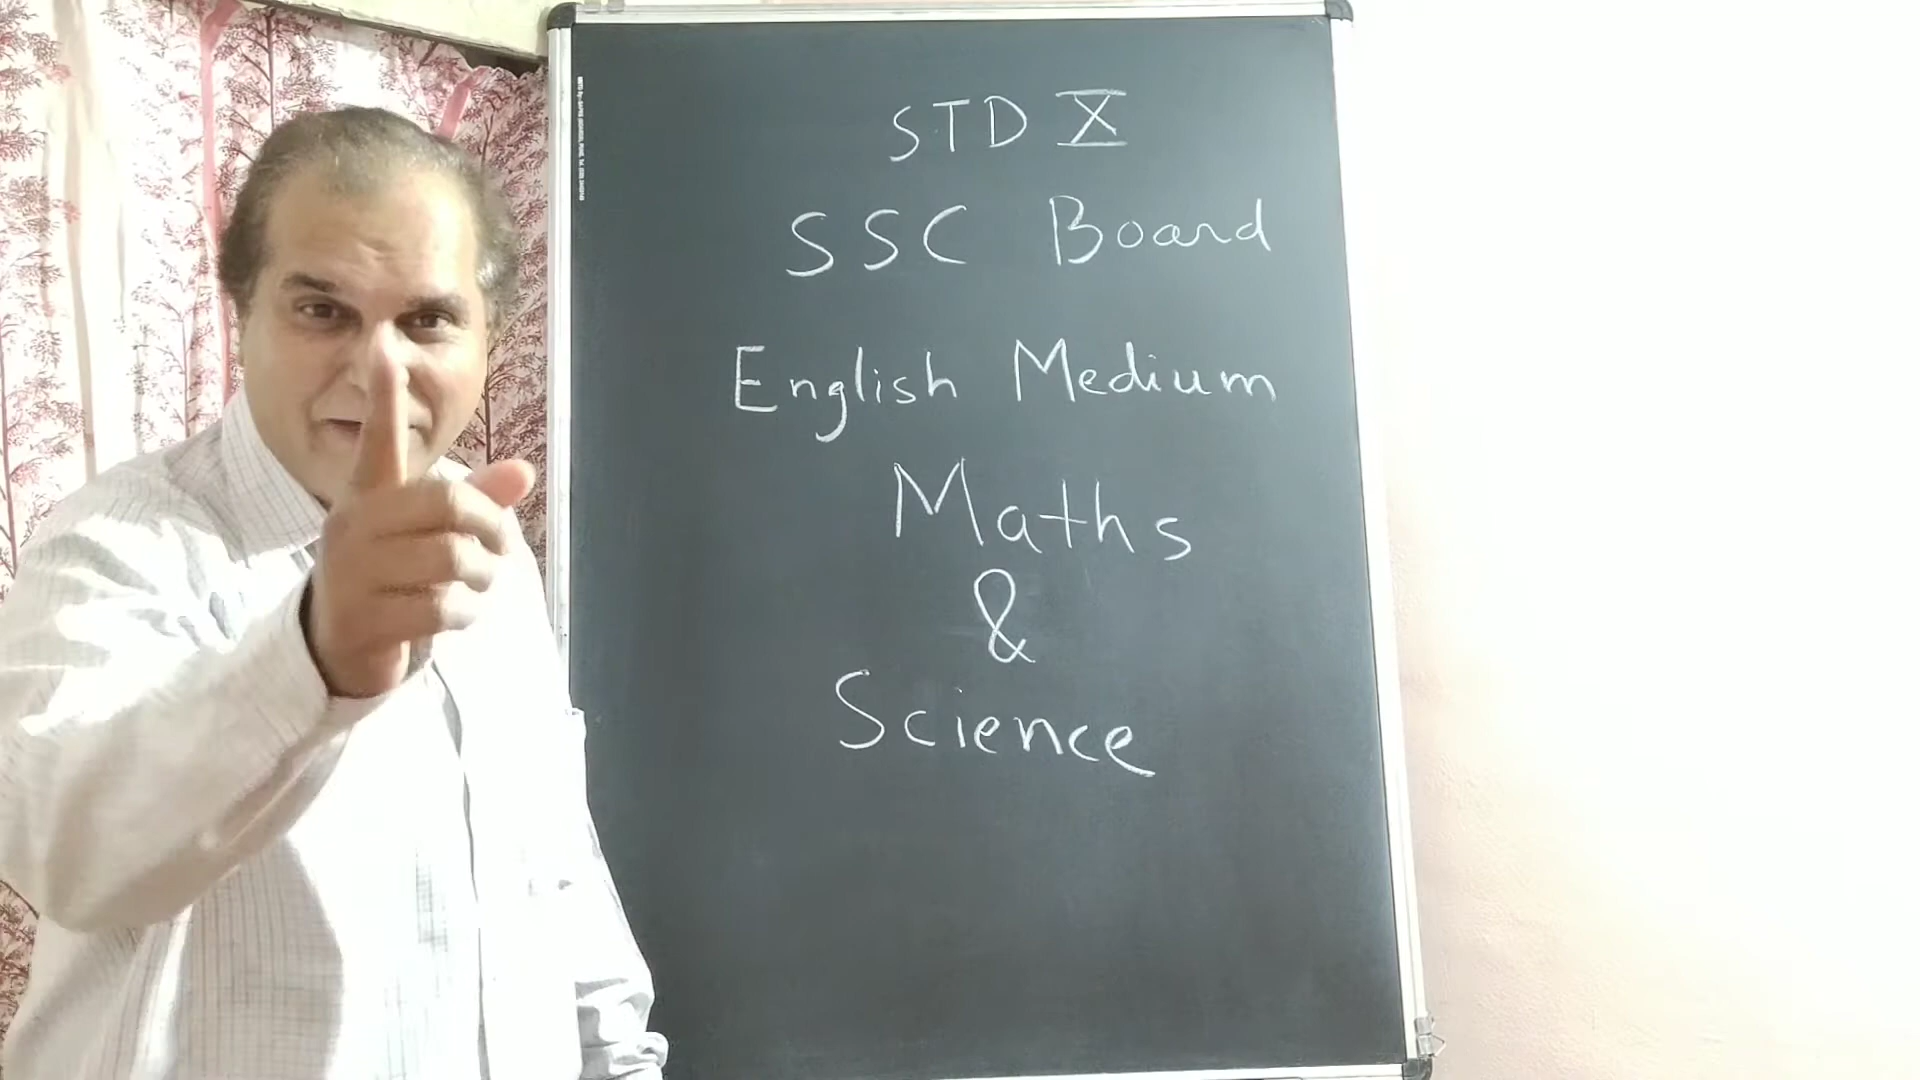 STD X
SSC Board
English Medium
Maths
&
Science